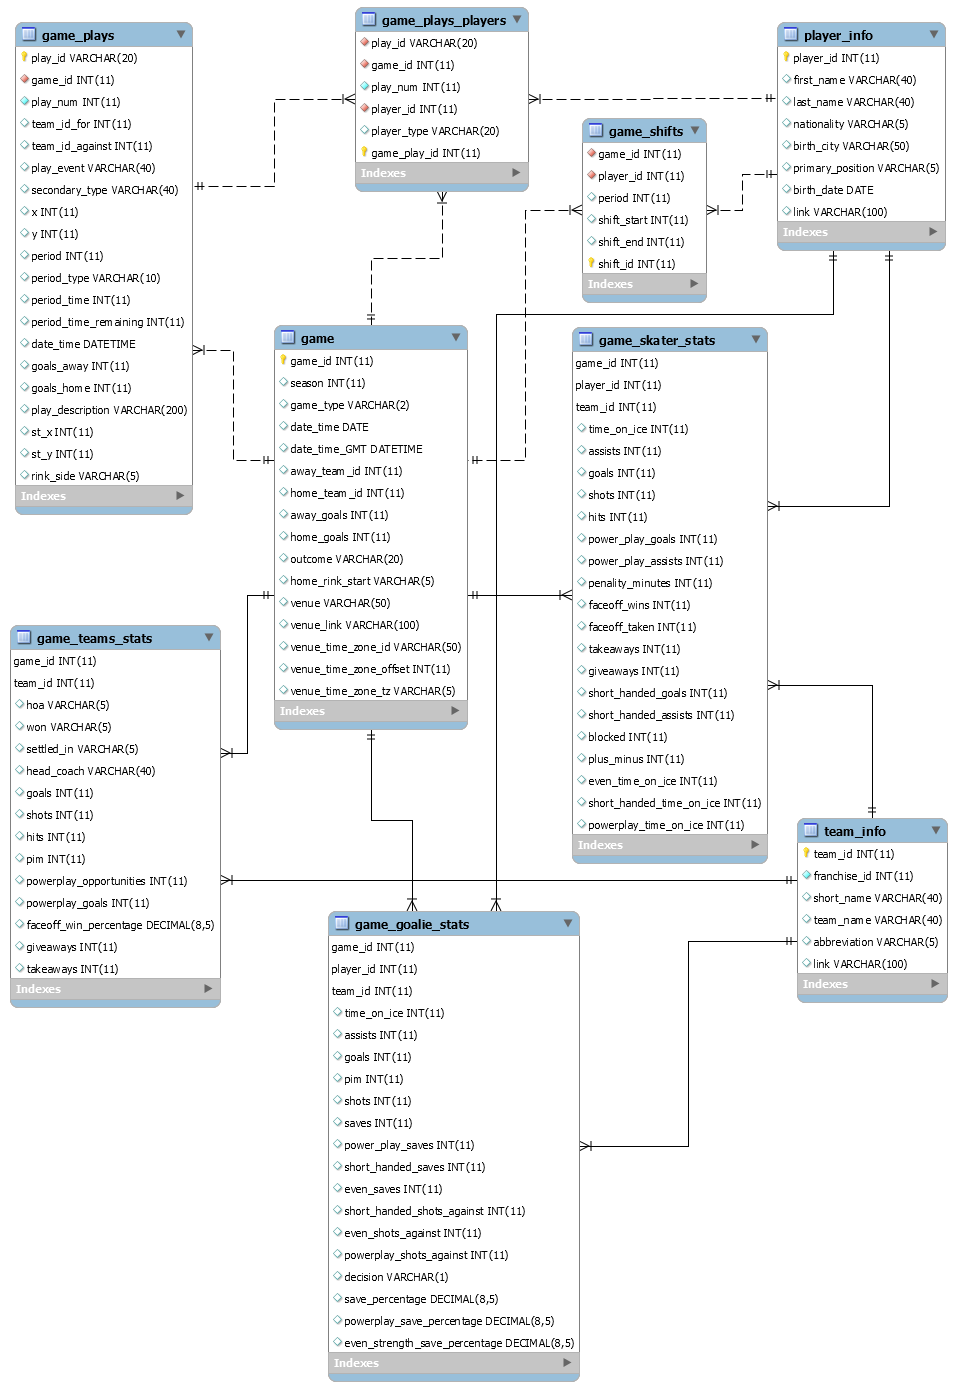 game_plays
play_id VARCHAR(20)
game_id INT(11)
play_num INT(11)
team_id_for INT(11)
team_id_against INT(11)
play_event VARCHAR(40)
secondary_type VARCHAR(40)
x INT(11)
y INT(11)
period INT(11)
period_type VARCHAR(10)
period_time INT(11)
period_time_remaining INT(11)
date_time DATETIME
goals_away INT(11)
goals_home INT(11)
play_description VARCHAR(200)
st_x INT(11)
st_y INT(11)
rink_side VARCHAR(5)
Indexes
game_plays_players
play_id VARCHAR(20)
game_id INT(11)
play_num INT(11)
player_id INT(11)
player_type VARCHAR(20)
game_play_id INT(11)
Indexes
player_info
player_id INT(11)
first_name VARCHAR(40)
last_name VARCHAR(40)
nationality VARCHAR(5)
birth_city VARCHAR(50)
primary_position VARCHAR(5)
birth_date DATE
link VARCHAR(100)
Indexes
game_shifts
game_id INT(11)
player_id INT(11)
period INT(11)
shift_start INT(11)
shift_end INT(11)
shift_id INT(11)
Indexes
game
game_id INT(11)
season INT(11)
game_type VARCHAR(2)
date_time DATE
date_time_GMT DATETIME
away_team_id INT(11)
home_team_id INT(11)
away_goals INT(11)
home_goals INT(11)
outcome VARCHAR(20)
home_rink_start VARCHAR(5)
venue VARCHAR(50)
venue_link VARCHAR(100)
venue_time_zone_id VARCHAR(50)
venue_time_zone_offset INT(11)
venue_time_zone_tz VARCHAR(5)
Indexes
game_skater_stats
game_id INT(11)
player_id INT(11)
team_id INT(11)
time_on_ice INT(11)
assists INT(11)
goals INT(11)
shots INT(11)
hits INT(11)
power_play_goals INT(11)
power_play_assists INT(11)
penality_minutes INT(11)
faceoff_wins INT(11)
faceoff_taken INT(11)
takeaways INT(11)
giveaways INT(11)
short_handed_goals INT(11)
short_handed_assists INT(11)
blocked INT(11)
plus_minus INT(11)
even_time_on_ice INT(11)
short_handed_time_on_ice INT(11)
powerplay_time_on_ice INT(11)
Indexes
game_teams_stats
game_id INT(11)
team_id INT(11)
hoa VARCHAR(5)
won VARCHAR(5)
settled_in VARCHAR(5)
head_coach VARCHAR(40)
goals INT(11)
shots INT(11)
hits INT(11)
pim INT(11)
powerplay_opportunities INT(11)
powerplay_goals INT(11)
faceoff_win_percentage DECIMAL(8,5)
giveaways INT(11)
takeaways INT(11)
Indexes
team_info
team_id INT(11)
franchise_id INT(11)
short_name VARCHAR(40)
team_name VARCHAR(40)
abbreviation VARCHAR(5)
link VARCHAR(100)
Indexes
game_goalie_stats
game_id INT(11)
player_id INT(11)
team_id INT(11)
time_on_ice INT(11)
assists INT(11)
goals INT(11)
pim INT(11)
shots INT(11)
saves INT(11)
power_play_saves INT(11)
short_handed_saves INT(11)
even_saves INT(11)
short_handed_shots_against INT(11)
even_shots_against INT(11)
powerplay_shots_against INT(11)
decision VARCHAR(1)
save_percentage DECIMAL(8,5)
powerplay_save_percentage DECIMAL(8,5)
even_strength_save_percentage DECIMAL(8,5)
Indexes